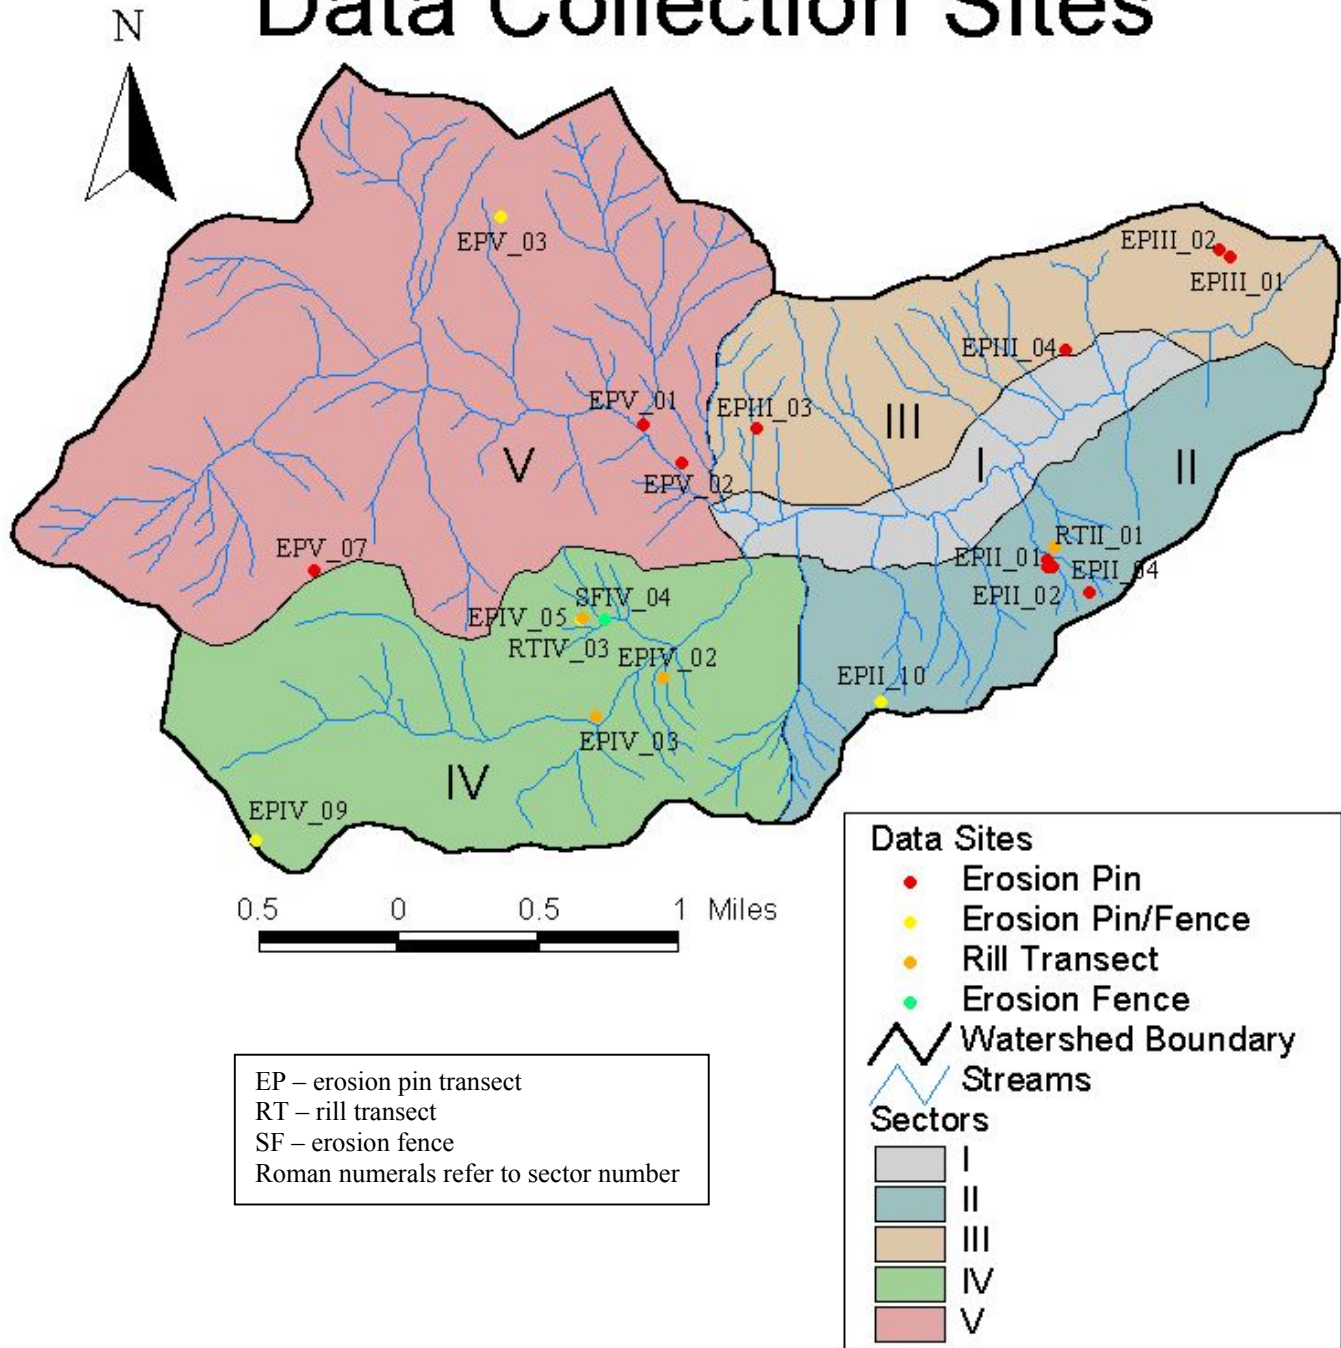 Data Collection Sites
N
EPV_03
EPIII_02
EPIII_01
EPIII_04
EPV_01
EPIII_03
III
I
V
II
EPV_02
RTII_01
EPV_07
EPII_01
EPII_04
EPII_02
SFIV_04
EPIV_05
RTIV_03
EPIV_02
EPII_10
EPIV_03
IV
EPIV_09
0.5 0 0.5 1 Miles
Data Sites
Erosion Pin
Erosion Pin/Fence
Rill Transect
Erosion Fence
Watershed Boundary
Streams
Sectors
I
II
III
IV
V
EP – erosion pin transect
RT – rill transect
SF – erosion fence
Roman numerals refer to sector number